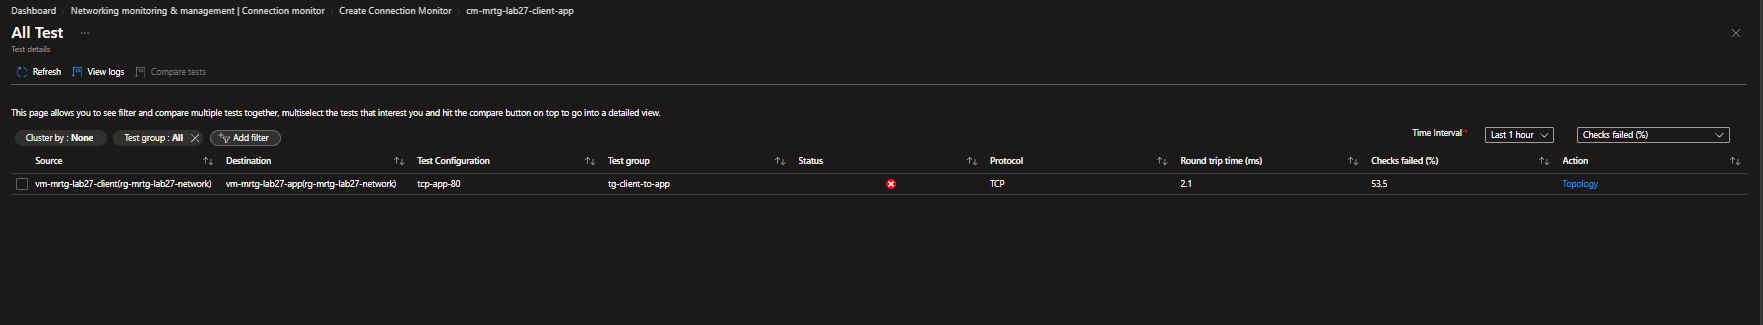 Dashboard > Networking monitoring & management | Connection monitor > Create Connection Monitor > cm-mrtg-lab27-client-app
All Test ...
Test details
Refresh View logs Compare tests
This page allows you to see filter and compare multiple tests together, multiselect the tests that interest you and hit the compare button on top to go into a detailed view.
Cluster by : None Test group : All Add filter Time Interval * Last 1 hour Checks failed (%)
Source Destination Test Configuration Test group Status Protocol Round trip time (ms) Checks failed (%) Action
vm-mrtg-lab27-client(rg-mrtg-lab27-network) vm-mrtg-lab27-app(rg-mrtg-lab27-network) tcp-app-80 tg-client-to-app TCP 2.1 53.5 Topology